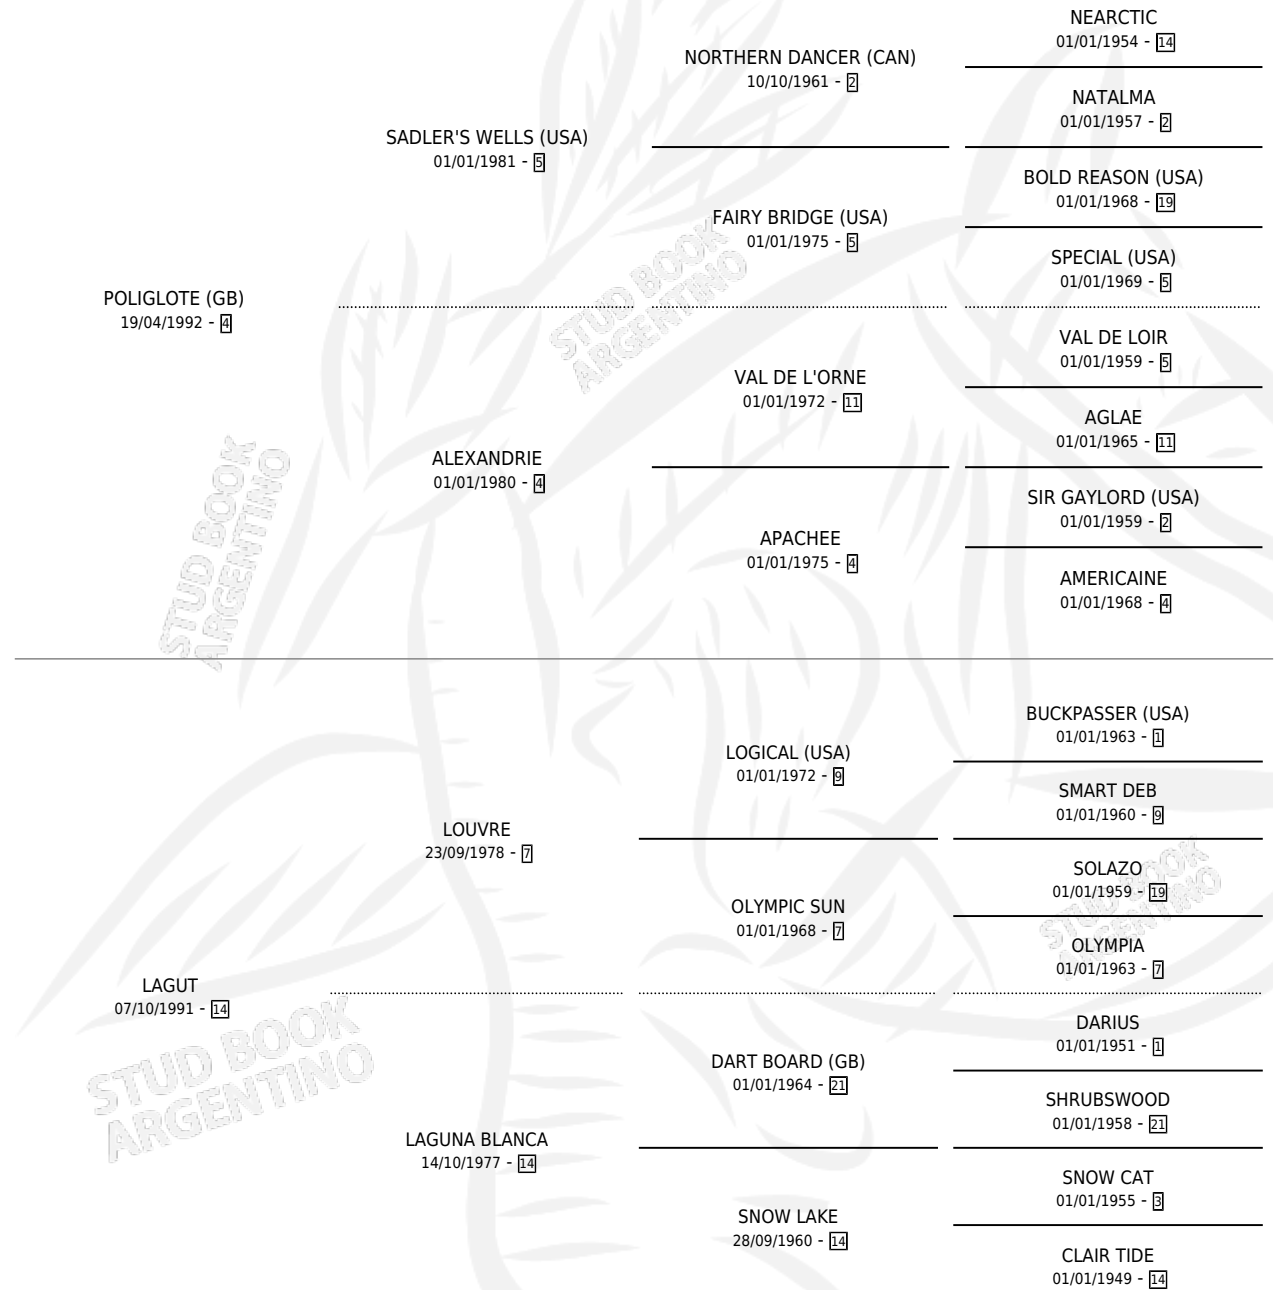 NEARCTIC
01/01/1954 - 14
NORTHERN DANCER (CAN)
10/10/1961 - 2
NATALMA
01/01/1957 - 2
SADLER'S WELLS (USA)
01/01/1981 - 5
BOLD REASON (USA)
01/01/1968 - 19
FAIRY BRIDGE (USA)
01/01/1975 - 5
SPECIAL (USA)
01/01/1969 - 5
STUD BOOK
ARGENTINO
POLIGLOTE (GB)
19/04/1992 - 4
VAL DE LOIR
01/01/1959 - 5
VAL DE L'ORNE
01/01/1972 - 11
AGLAE
01/01/1965 - 11
ALEXANDRIE
01/01/1980 - 4
SIR GAYLORD (USA)
01/01/1959 - 2
APACHEE
01/01/1975 - 4
AMERICAINE
01/01/1968 - 4
STUD BOOK
ARGENTINO
BUCKPASSER (USA)
01/01/1963 - 1
LOGICAL (USA)
01/01/1972 - 9
SMART DEB
01/01/1960 - 9
LOUVRE
23/09/1978 - 7
SOLAZO
01/01/1959 - 19
OLYMPIC SUN
01/01/1968 - 7
OLYMPIA
01/01/1963 - 7
STUD BOOK
ARGENTINO
LAGUT
07/10/1991 - 14
DARIUS
01/01/1951 - 1
DART BOARD (GB)
01/01/1964 - 21
SHRUBSWOOD
01/01/1958 - 21
STUD BOOK
ARGENTINO
LAGUNA BLANCA
14/10/1977 - 14
SNOW CAT
01/01/1955 - 3
SNOW LAKE
28/09/1960 - 14
CLAIR TIDE
01/01/1949 - 14